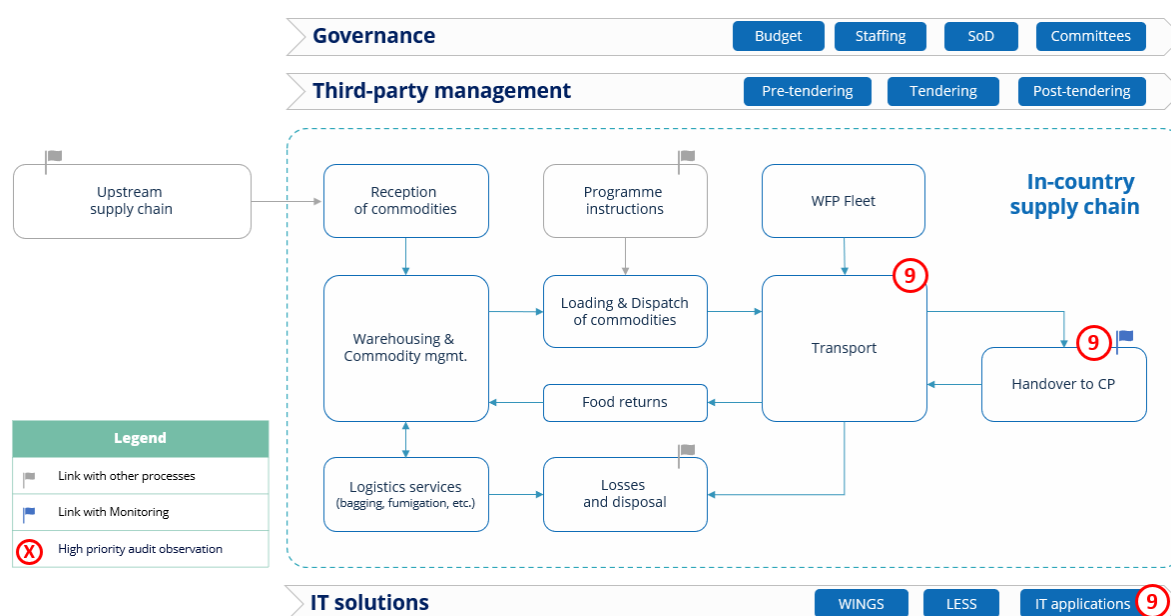 Governance
Budget
Staffing
SoD
Committees
Third-party management
Pre-tendering
Tendering
Post-tendering
Upstream
supply chain
Reception
of commodities
Programme
instructions
WFP Fleet
In-country
supply chain
9
Warehousing &
Commodity mgmt.
Loading & Dispatch
of commodities
Transport
9
Handover to CP
Food returns
Logistics services
(bagging, fumigation, etc.)
Losses
and disposal
Legend
Link with other processes
Link with Monitoring
X
High priority audit observation
IT solutions
WINGS
LESS
IT applications
9